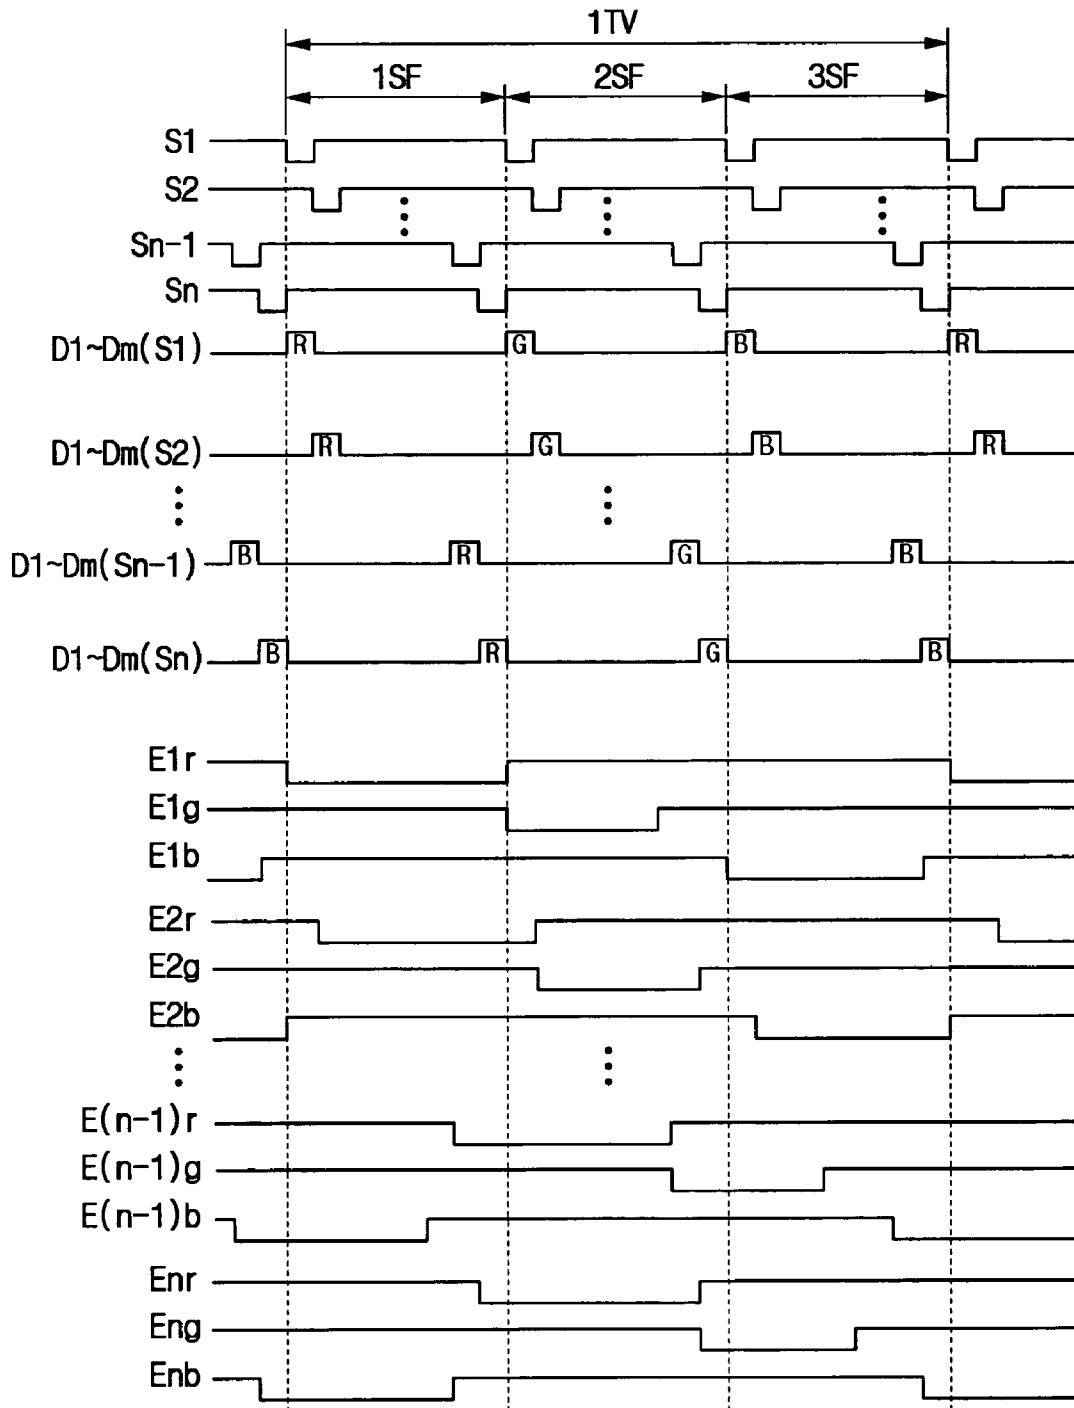 1TV
1SF 2SF 3SF
S1
S2
Sn-1
Sn
D1~Dm(S1) R G B R
D1~Dm(S2) R G B R
D1~Dm(Sn-1) B R G B
D1~Dm(Sn) B R G B
E1r
E1g
E1b
E2r
E2g
E2b
E(n-1)r
E(n-1)g
E(n-1)b
Enr
Eng
Enb